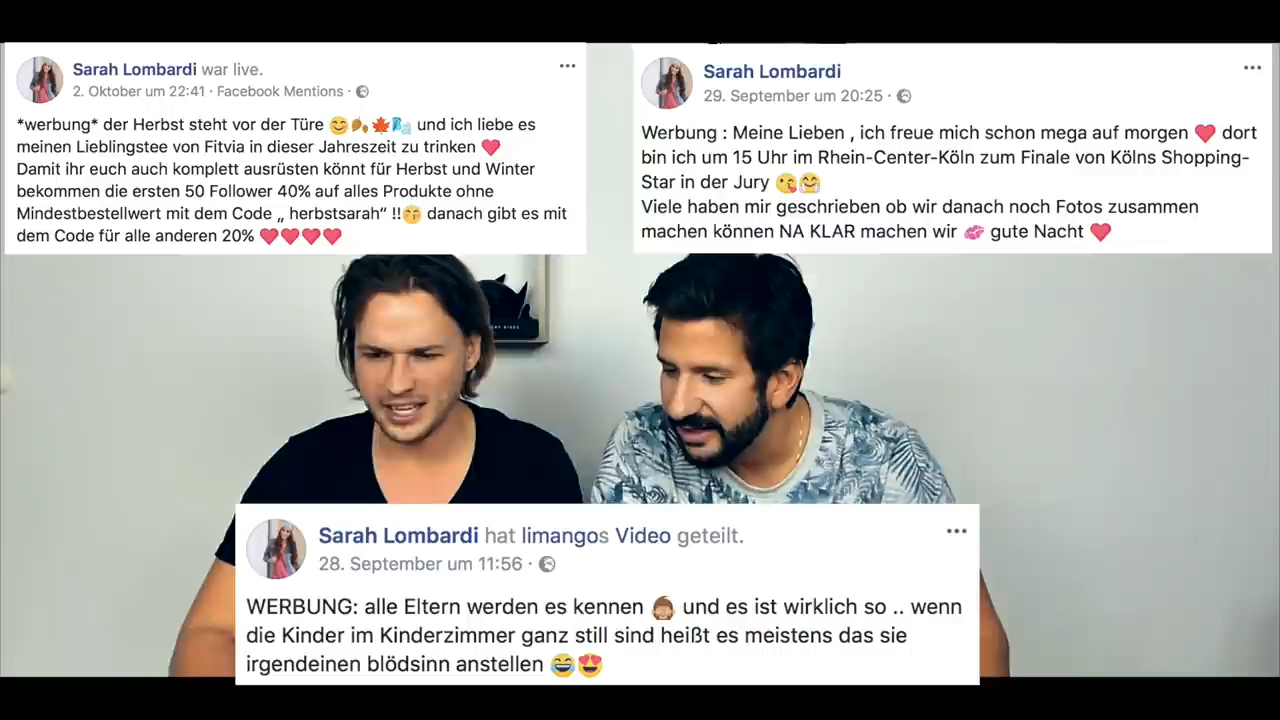 Sarah Lombardi war live.
2. Oktober um 22:41 · Facebook Mentions ·
*werbung* der Herbst steht vor der Türe 😊🍂🍁🌬️ und ich liebe es
meinen Lieblingstee von Fitvia in dieser Jahreszeit zu trinken ❤️
Damit ihr euch auch komplett ausrüsten könnt für Herbst und Winter
bekommen die ersten 50 Follower 40% auf alles Produkte ohne
Mindestbestellwert mit dem Code „ herbstsarah“ !!😚 danach gibt es mit
dem Code für alle anderen 20% ❤️❤️❤️❤️
Sarah Lombardi
29. September um 20:25 ·
Werbung : Meine Lieben , ich freue mich schon mega auf morgen ❤️ dort
bin ich um 15 Uhr im Rhein-Center-Köln zum Finale von Kölns Shopping-
Star in der Jury 😘🤗
Viele haben mir geschrieben ob wir danach noch Fotos zusammen
machen können NA KLAR machen wir 💋 gute Nacht ❤️
Sarah Lombardi hat limangos Video geteilt.
28. September um 11:56 ·
WERBUNG: alle Eltern werden es kennen 🙈 und es ist wirklich so .. wenn
die Kinder im Kinderzimmer ganz still sind heißt es meistens das sie
irgendeinen blödsinn anstellen 😂😍